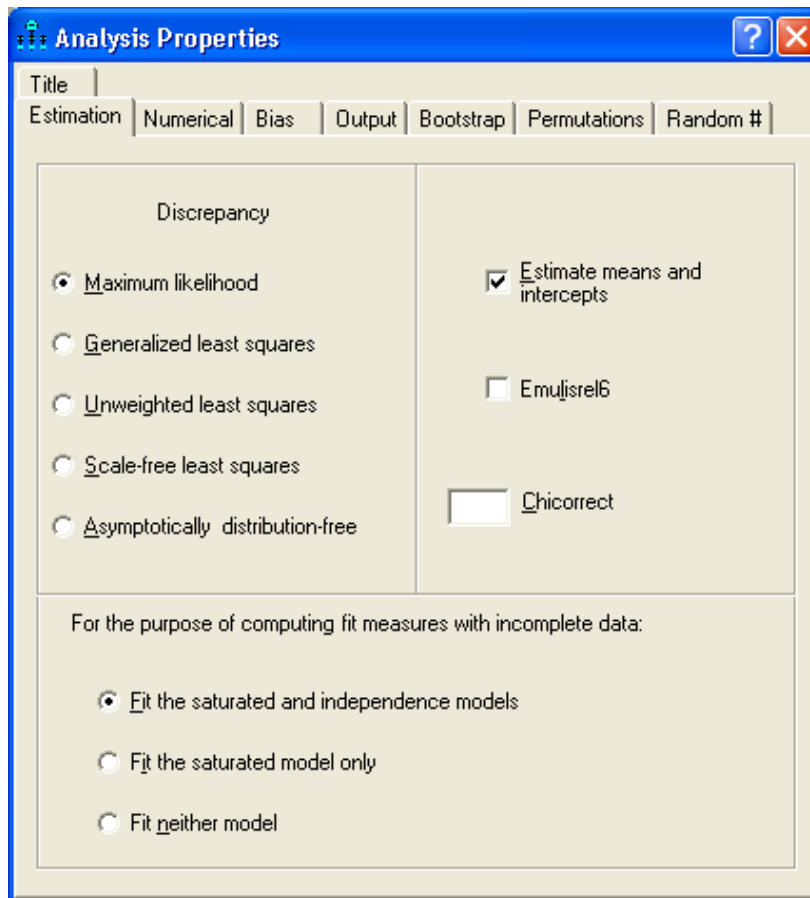 Analysis Properties
Title
Estimation Numerical Bias Output Bootstrap Permutations Random #
Discrepancy
Maximum likelihood
Generalized least squares
Unweighted least squares
Scale-free least squares
Asymptotically distribution-free
Estimate means and
intercepts
Emulisrel6
Chicorrect
For the purpose of computing fit measures with incomplete data:
Fit the saturated and independence models
Fit the saturated model only
Fit neither model